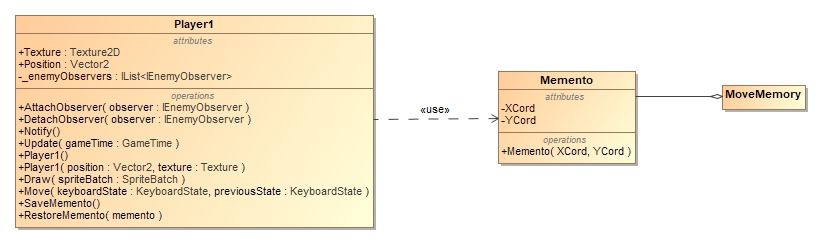 Player1
attributes
+Texture : Texture2D
+Position : Vector2
-_enemyObservers : IList<IEnemyObserver>
operations
+AttachObserver( observer : IEnemyObserver )
+DetachObserver( observer : IEnemyObserver )
+Notify()
+Update( gameTime : GameTime )
+Player1()
+Player1( position : Vector2, texture : Texture )
+Draw( spriteBatch : SpriteBatch )
+Move( keyboardState : KeyboardState, previousState : KeyboardState )
+SaveMemento()
+RestoreMemento( memento )
«use»
Memento
attributes
-XCord
-YCord
operations
+Memento( XCord, YCord )
MoveMemory